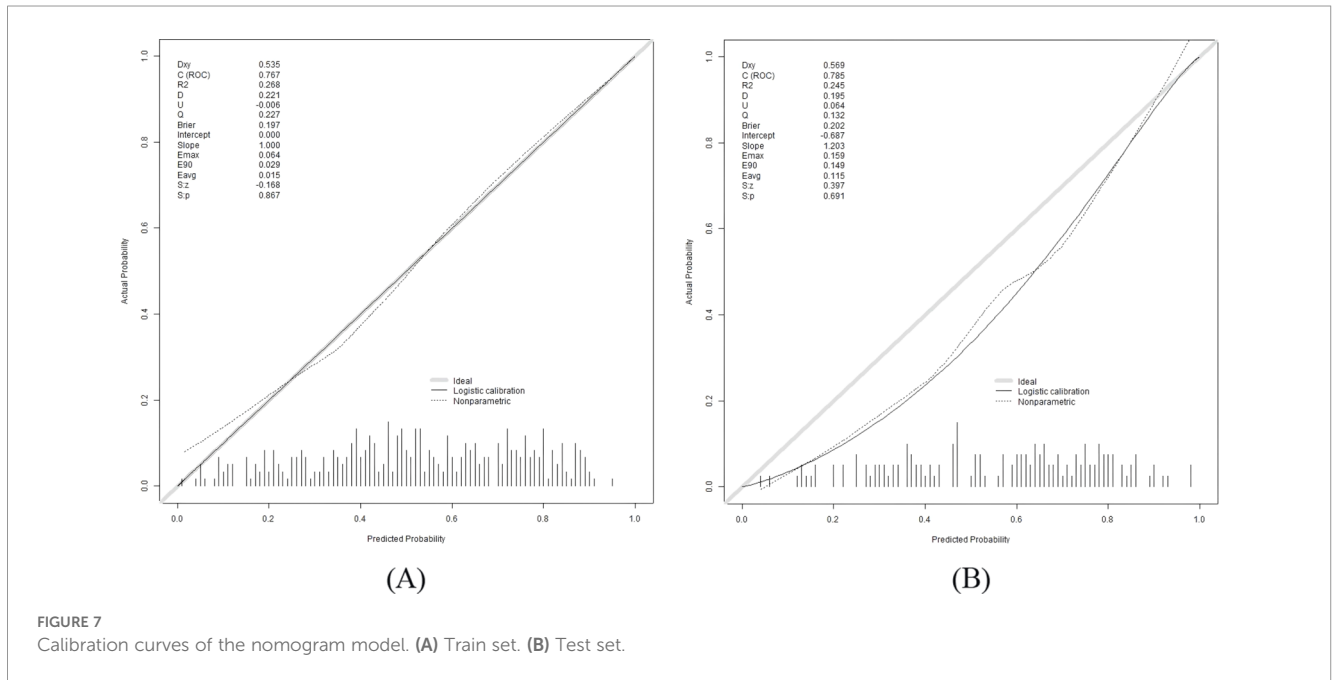 Dxy 0.535
C (ROC) 0.767
R2 0.268
D 0.221
U -0.006
Q 0.227
Brier 0.197
Intercept 0.000
Slope 1.000
Emax 0.064
E90 0.029
Eavg 0.015
S:z -0.168
S:p 0.867
Actual Probability
1.0
0.8
0.6
0.4
0.2
0.0
Ideal
Logistic calibration
Nonparametric
0.0 0.2 0.4 0.6 0.8 1.0
Predicted Probability
(A)
Dxy 0.569
C (ROC) 0.785
R2 0.245
D 0.195
U 0.064
Q 0.132
Brier 0.202
Intercept -0.687
Slope 1.203
Emax 0.159
E90 0.149
Eavg 0.115
S:z 0.397
S:p 0.691
Actual Probability
1.0
0.8
0.6
0.4
0.2
0.0
Ideal
Logistic calibration
Nonparametric
0.0 0.2 0.4 0.6 0.8 1.0
Predicted Probability
(B)
FIGURE 7
Calibration curves of the nomogram model. (A) Train set. (B) Test set.